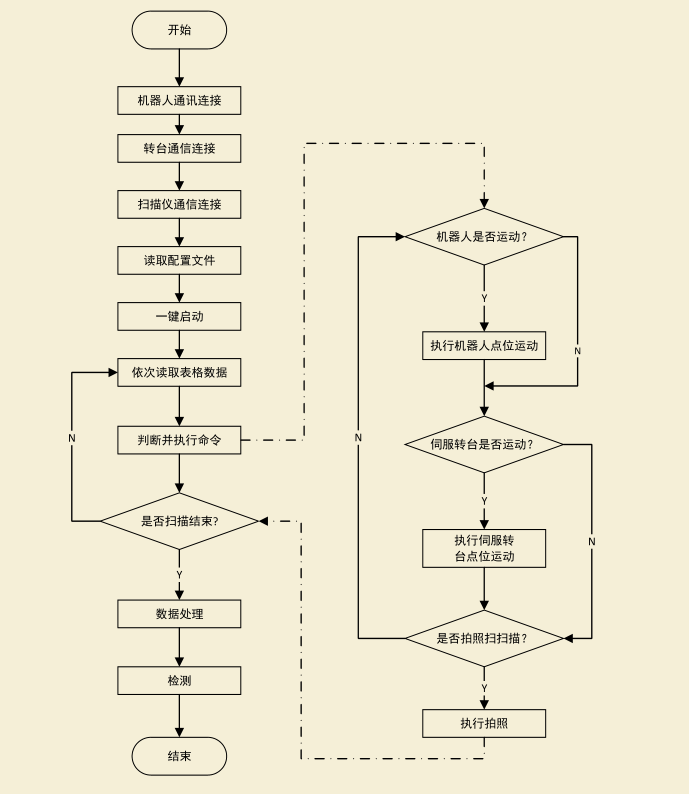 开始
机器人通讯连接
转台通信连接
扫描仪通信连接
读取配置文件
一键启动
依次读取表格数据
判断并执行命令
N
是否扫描结束?
Y
数据处理
检测
结束
机器人是否运动?
Y
N
执行机器人点位运动
N
伺服转台是否运动?
Y
N
执行伺服转
台点位运动
是否拍照扫扫描?
Y
执行拍照